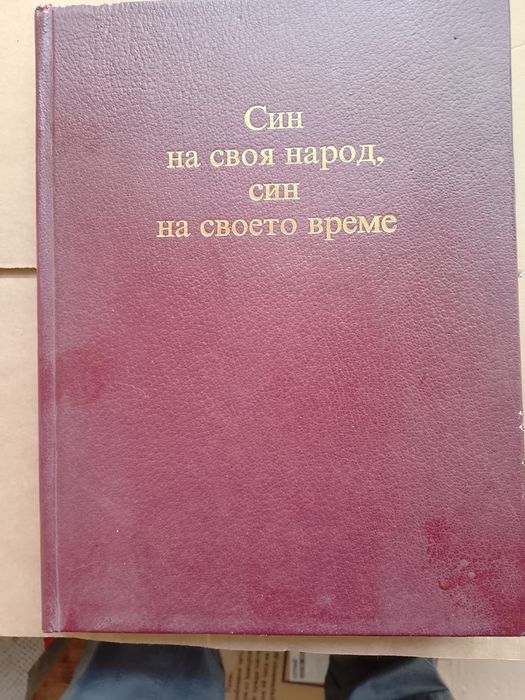 Син
на своя народ,
син
на своето време